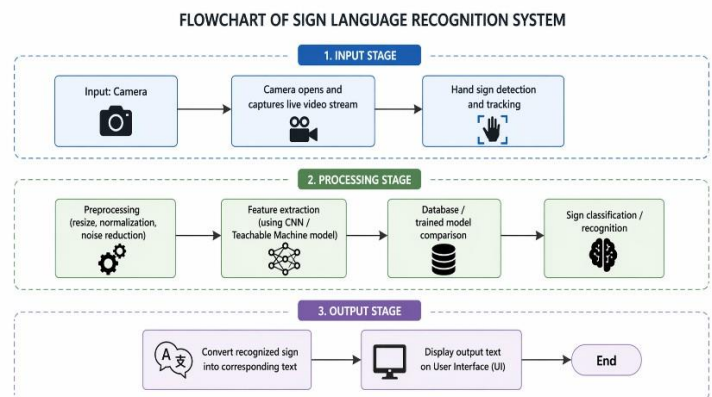 FLOWCHART OF SIGN LANGUAGE RECOGNITION SYSTEM
1. INPUT STAGE
Input: Camera
Camera opens and
captures live video stream
Hand sign detection
and tracking
2. PROCESSING STAGE
Preprocessing
(resize, normalization,
noise reduction)
Feature extraction
(using CNN /
Teachable Machine model)
Database /
trained model
comparison
Sign classification /
recognition
3. OUTPUT STAGE
A 文
Convert recognized sign
into corresponding text
Display output text
on User Interface (UI)
End